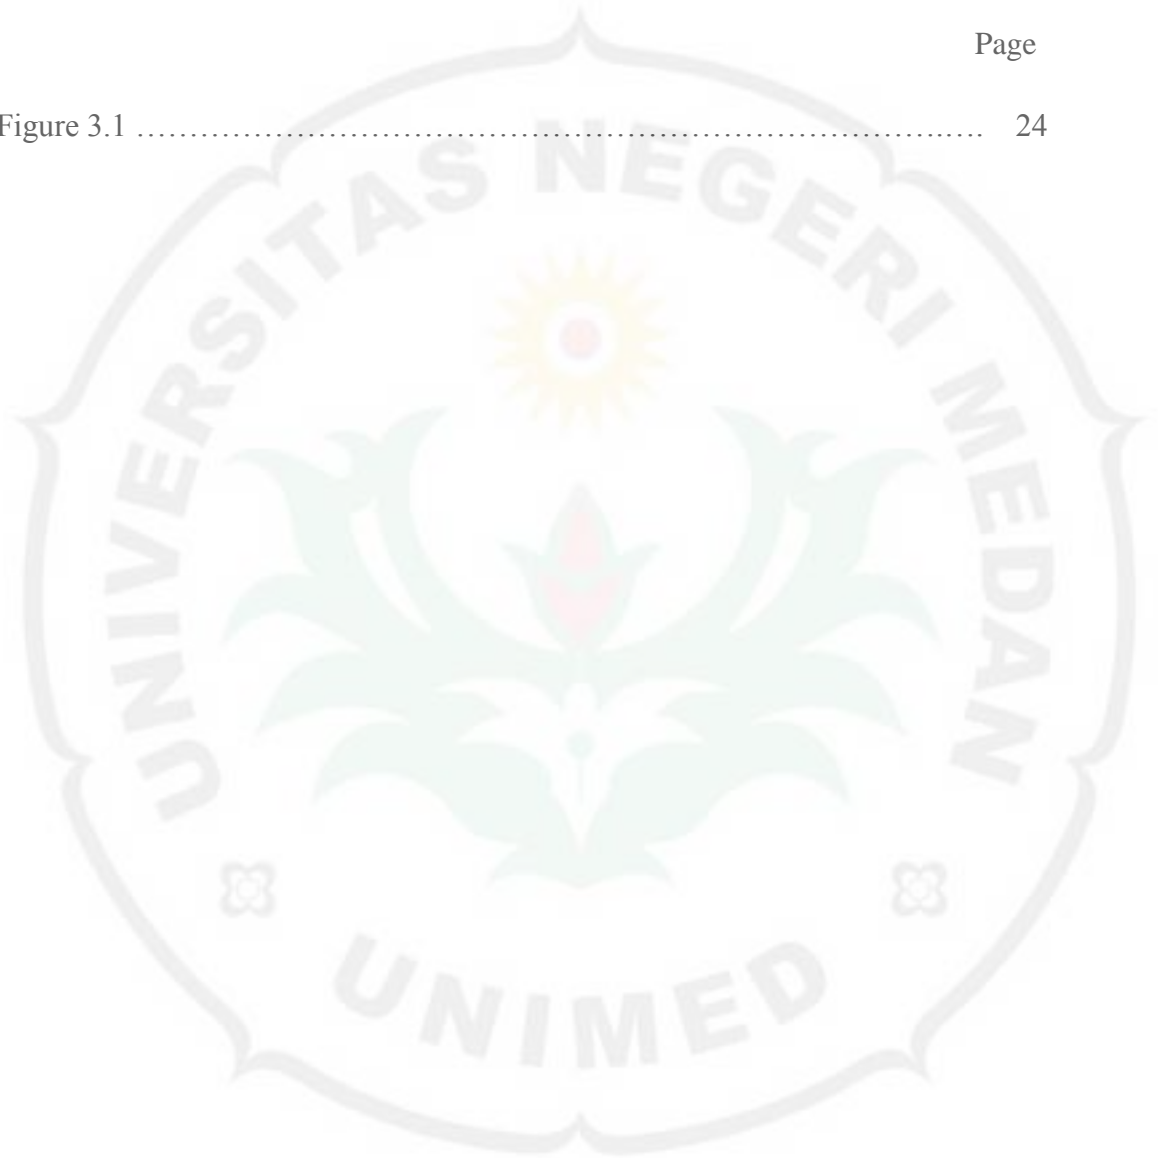 Page
Figure 3.1 ……………………………………………………………………….…. 24
UNIVERSITAS NEGERI MEDAN
UNIMED